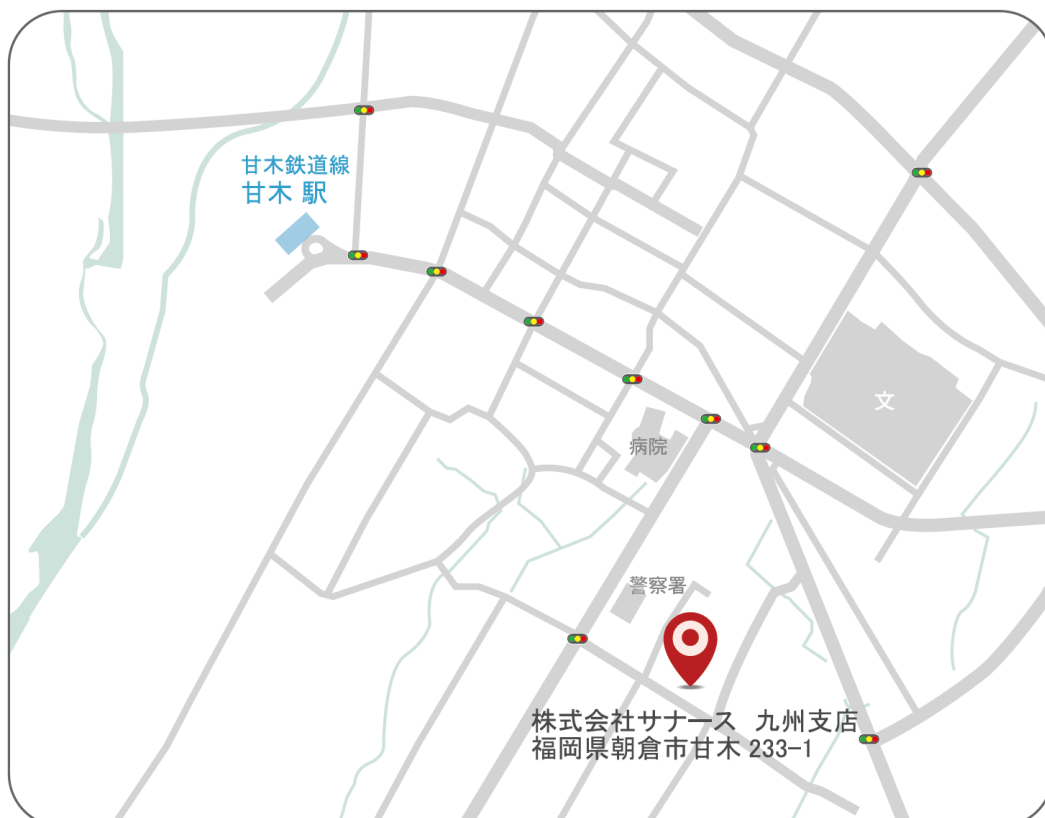 甘木鉄道線
甘木 駅
文
病院
警察署
株式会社サナース　九州支店
福岡県朝倉市甘木 233-1